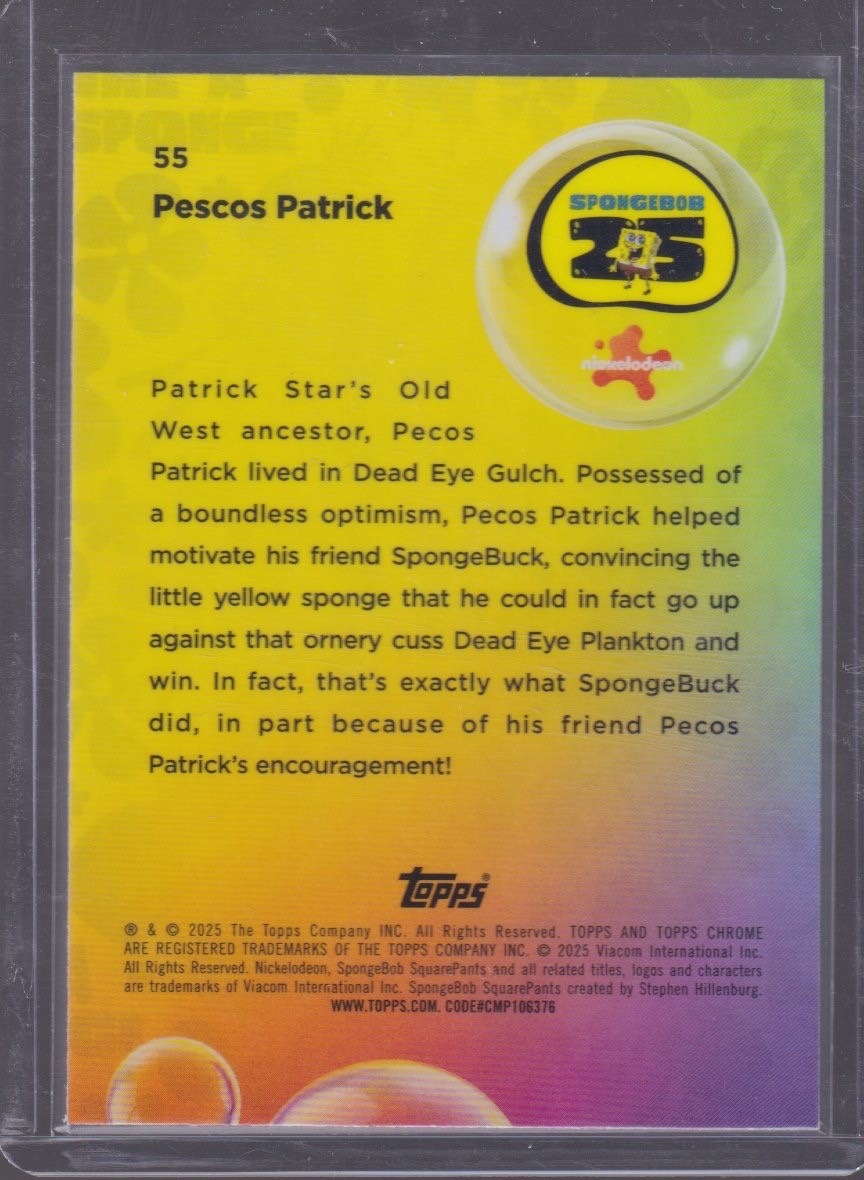 LIKE A
SPONGE
55
Pescos Patrick
SPONGEBOB
25
nickelodeon
Patrick Star's Old
West ancestor, Pecos
Patrick lived in Dead Eye Gulch. Possessed of
a boundless optimism, Pecos Patrick helped
motivate his friend SpongeBuck, convincing the
little yellow sponge that he could in fact go up
against that ornery cuss Dead Eye Plankton and
win. In fact, that's exactly what SpongeBuck
did, in part because of his friend Pecos
Patrick's encouragement!
TOPPS®
® & © 2025 The Topps Company INC. All Rights Reserved. TOPPS AND TOPPS CHROME
ARE REGISTERED TRADEMARKS OF THE TOPPS COMPANY INC. © 2025 Viacom International Inc.
All Rights Reserved. Nickelodeon, SpongeBob SquarePants and all related titles, logos and characters
are trademarks of Viacom International Inc. SpongeBob SquarePants created by Stephen Hillenburg.
WWW.TOPPS.COM. CODE#CMP106376